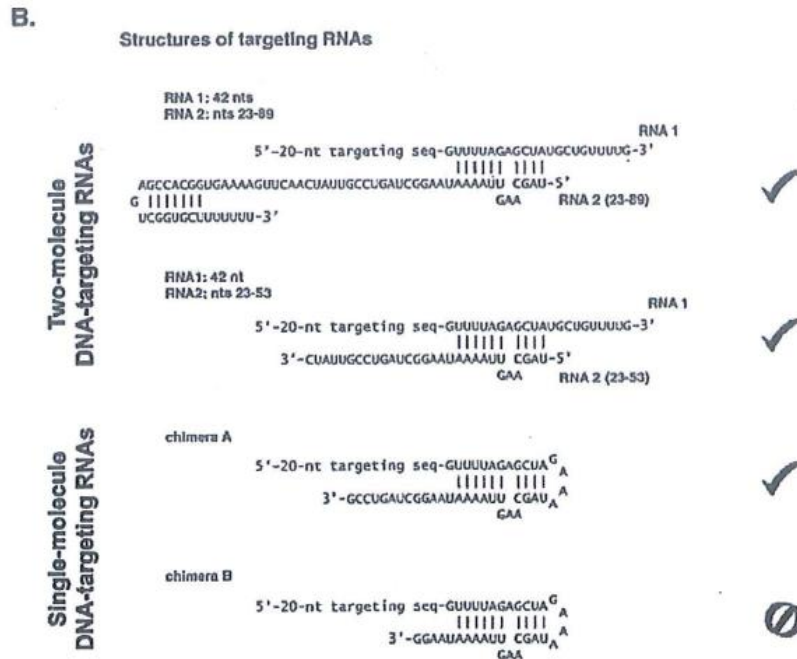 B.
Structures of targeting RNAs
Two-molecule
DNA-targeting RNAs
RNA 1: 42 nts
RNA 2: nts 23-89
RNA 1
5'-20-nt targeting seq-GUUUUAGAGCUAUGCUGUUUUG-3'
AGCCACGGUGAAAAGUUCAACUAUUGCCUGAUCGGAAUAAAAUU CGAU-5'
G
GAA
RNA 2 (23-89)
UCGGUGCUUUUUUU-3'
RNA1: 42 nt
RNA2: nts 23-53
RNA 1
5'-20-nt targeting seq-GUUUUAGAGCUAUGCUGUUUUG-3'
3'-CUAUUGCCUGAUCGGAAUAAAAUU CGAU-5'
GAA
RNA 2 (23-53)
Single-molecule
DNA-targeting RNAs
chimera A
5'-20-nt targeting seq-GUUUUAGAGCUA
G
A
A
A
3'-GCCUGAUCGGAAUAAAAUU CGAU
GAA
chimera B
5'-20-nt targeting seq-GUUUUAGAGCUA
G
A
A
A
3'-GGAAUAAAAUU CGAU
GAA